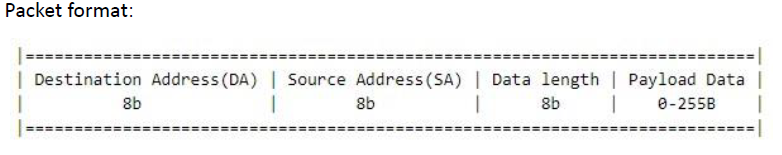 Packet format:
|===========================================================================|
| Destination Address(DA) | Source Address(SA) | Data length | Payload Data |
| 8b | 8b | 8b | 0-255B |
|===========================================================================|